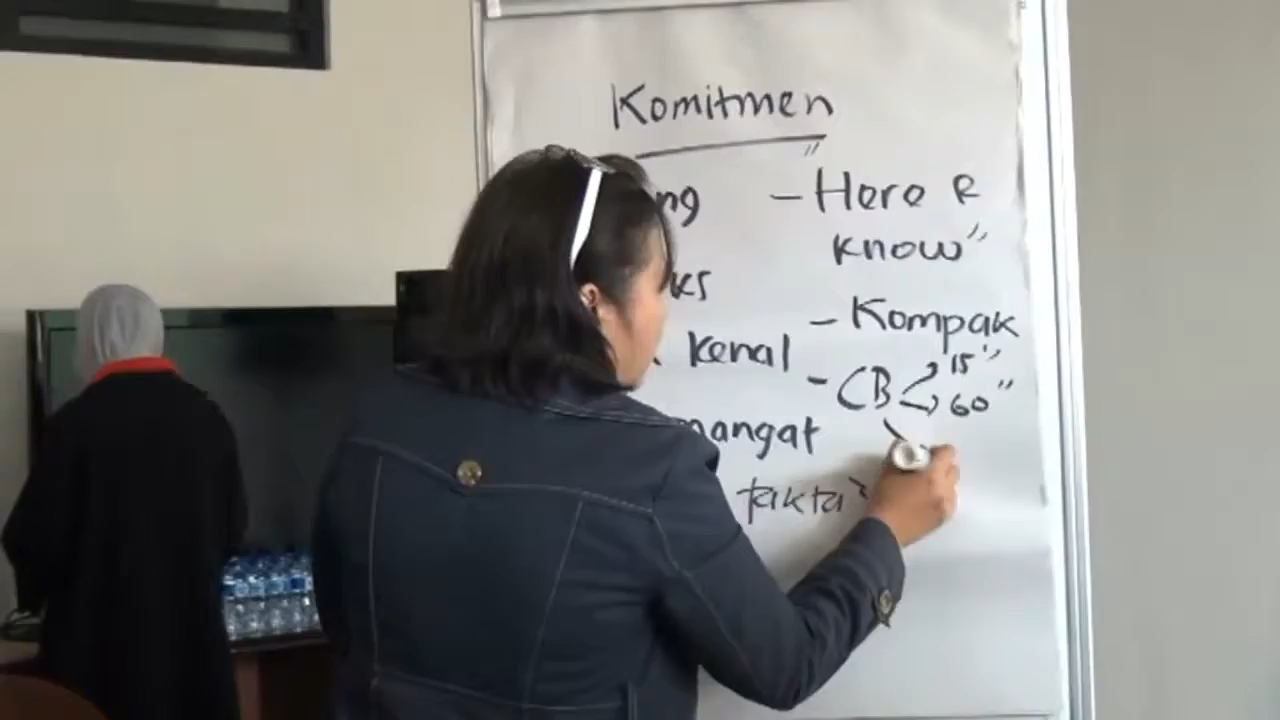 Komitmen
ng - Here &
know"
ks
- Kompak
kenal
- CB 15"
60"
mangat
fakta